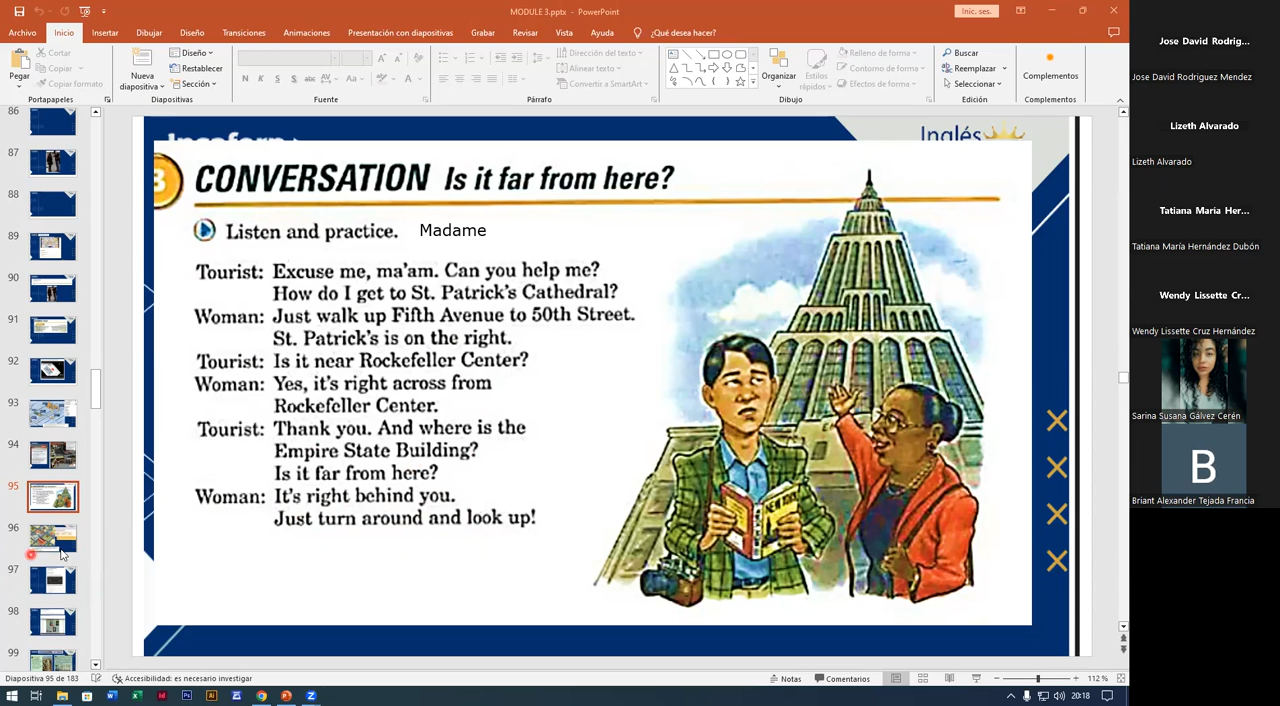 MODULE 3.pptx - PowerPoint
Inic. ses.
Archivo Inicio Insertar Dibujar Diseño Transiciones Animaciones Presentación con diapositivas Grabar Revisar Vista Ayuda ¿Qué desea hacer?
Pegar
Cortar
Copiar
Copiar formato
Portapapeles
Nueva diapositiva
Diseño
Restablecer
Sección
Diapositivas
N K S S abc AV Aa A
Fuente
Dirección del texto
Alinear texto
Convertir a SmartArt
Párrafo
Organizar
Estilos rápidos
Relleno de forma
Contorno de forma
Efectos de forma
Dibujo
Buscar
Reemplazar
Seleccionar
Edición
Complementos
Complementos
86
87
88
89
90
91
92
93
94
95
96
97
98
99
Inglés
3 CONVERSATION Is it far from here?
Listen and practice. Madame
Tourist: Excuse me, ma'am. Can you help me?
How do I get to St. Patrick's Cathedral?
Woman: Just walk up Fifth Avenue to 50th Street.
St. Patrick's is on the right.
Tourist: Is it near Rockefeller Center?
Woman: Yes, it's right across from
Rockefeller Center.
Tourist: Thank you. And where is the
Empire State Building?
Is it far from here?
Woman: It's right behind you.
Just turn around and look up!
NEW YORK
Jose David Rodrig...
Jose David Rodriguez Mendez
Lizeth Alvarado
Lizeth Alvarado
Tatiana Maria Her...
Tatiana María Hernández Dubón
Wendy Lissette Cr...
Wendy Lissette Cruz Hernández
Sarina Susana Gálvez Cerén
B
Briant Alexander Tejada Francia
Diapositiva 95 de 183 Accesibilidad: es necesario investigar
Notas Comentarios 112 %
20:18